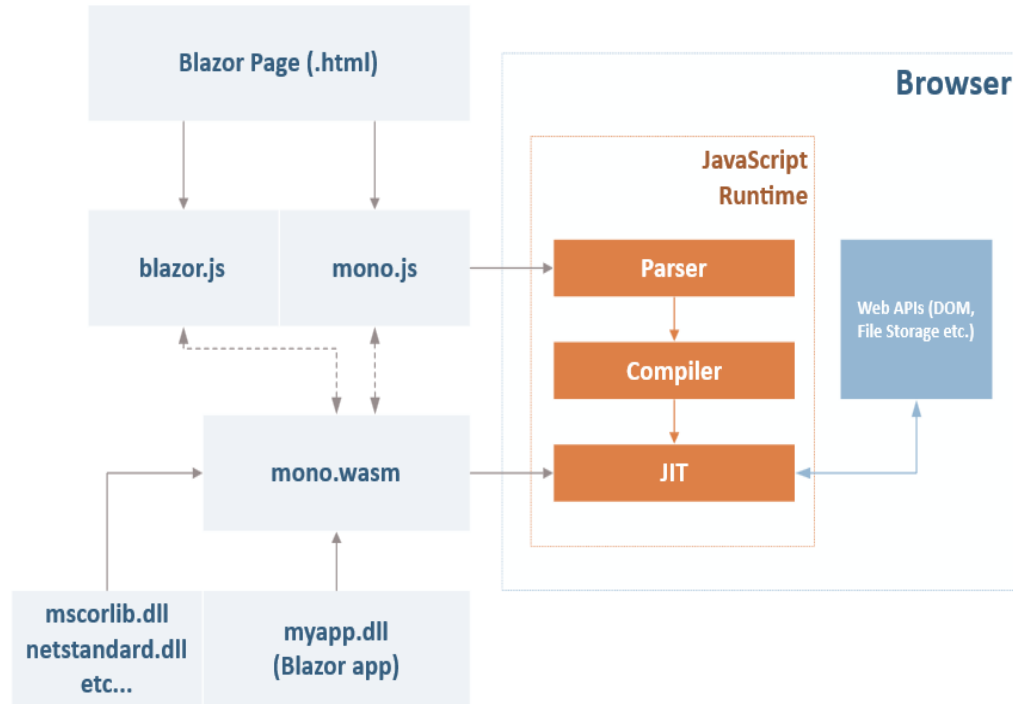 Blazor Page (.html)
Browser
JavaScript
Runtime
blazor.js
mono.js
Parser
Web APIs (DOM,
File Storage etc.)
Compiler
mono.wasm
JIT
mscorlib.dll
netstandard.dll
etc...
myapp.dll
(Blazor app)